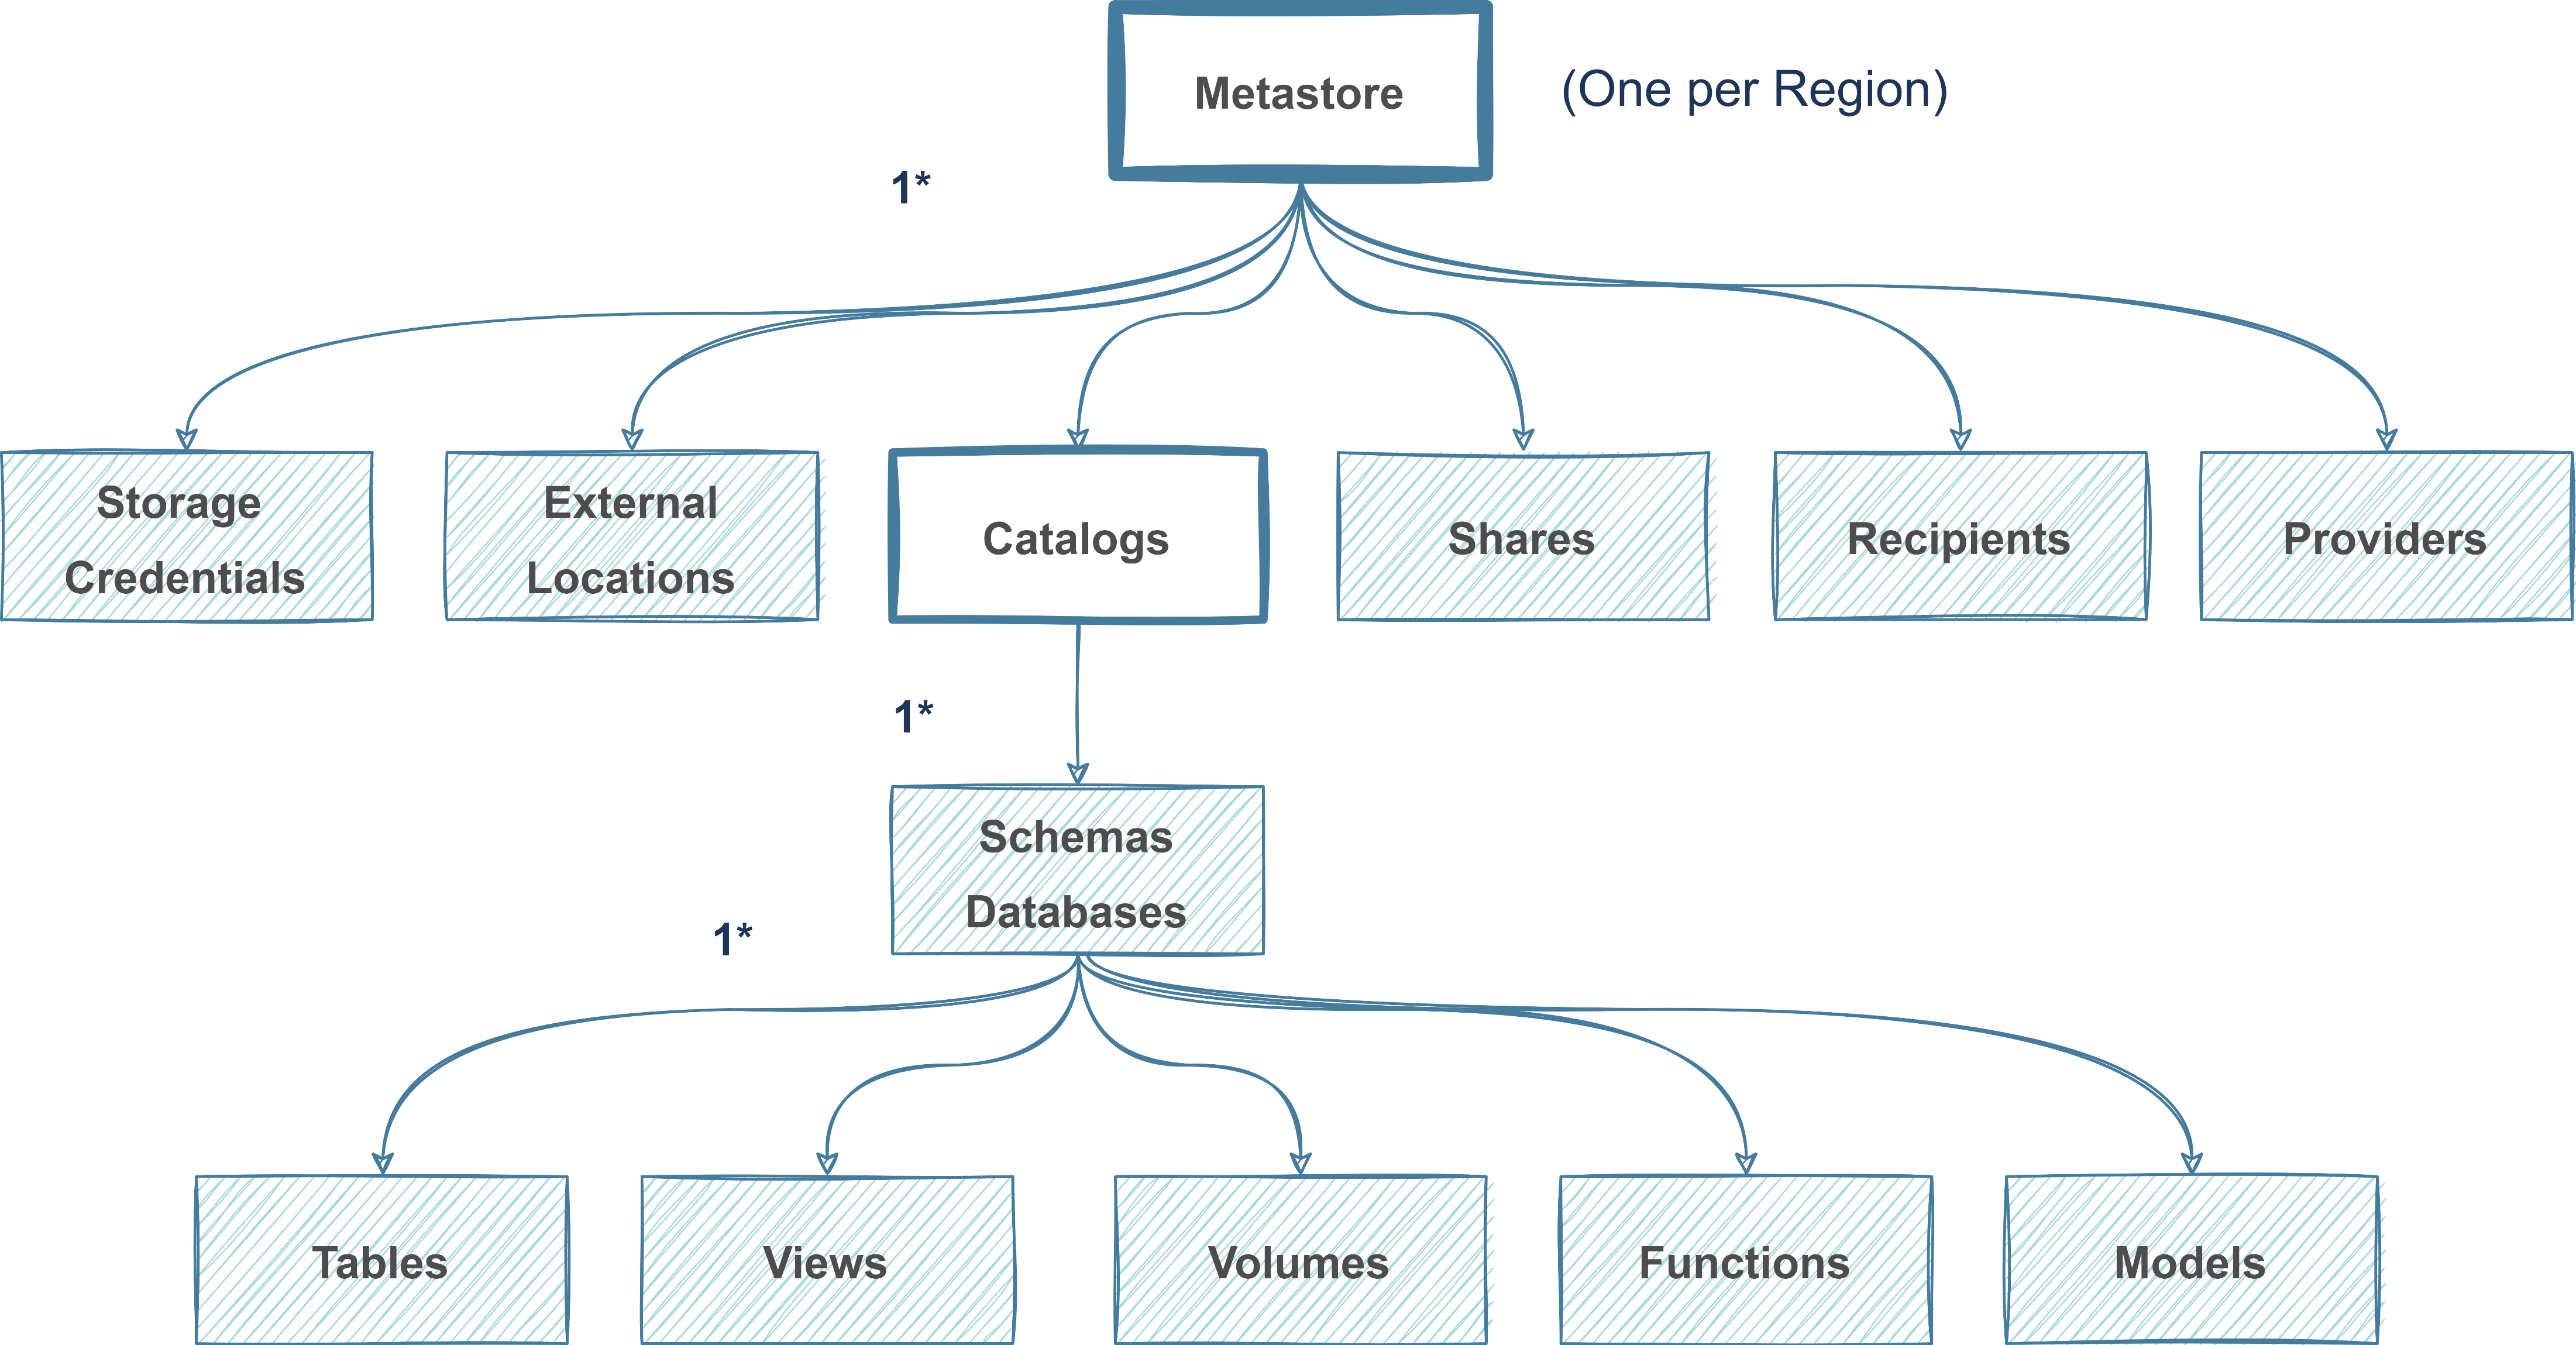 Metastore
(One per Region)
1*
Storage
Credentials
External
Locations
Catalogs
Shares
Recipients
Providers
1*
Schemas
Databases
1*
Tables
Views
Volumes
Functions
Models